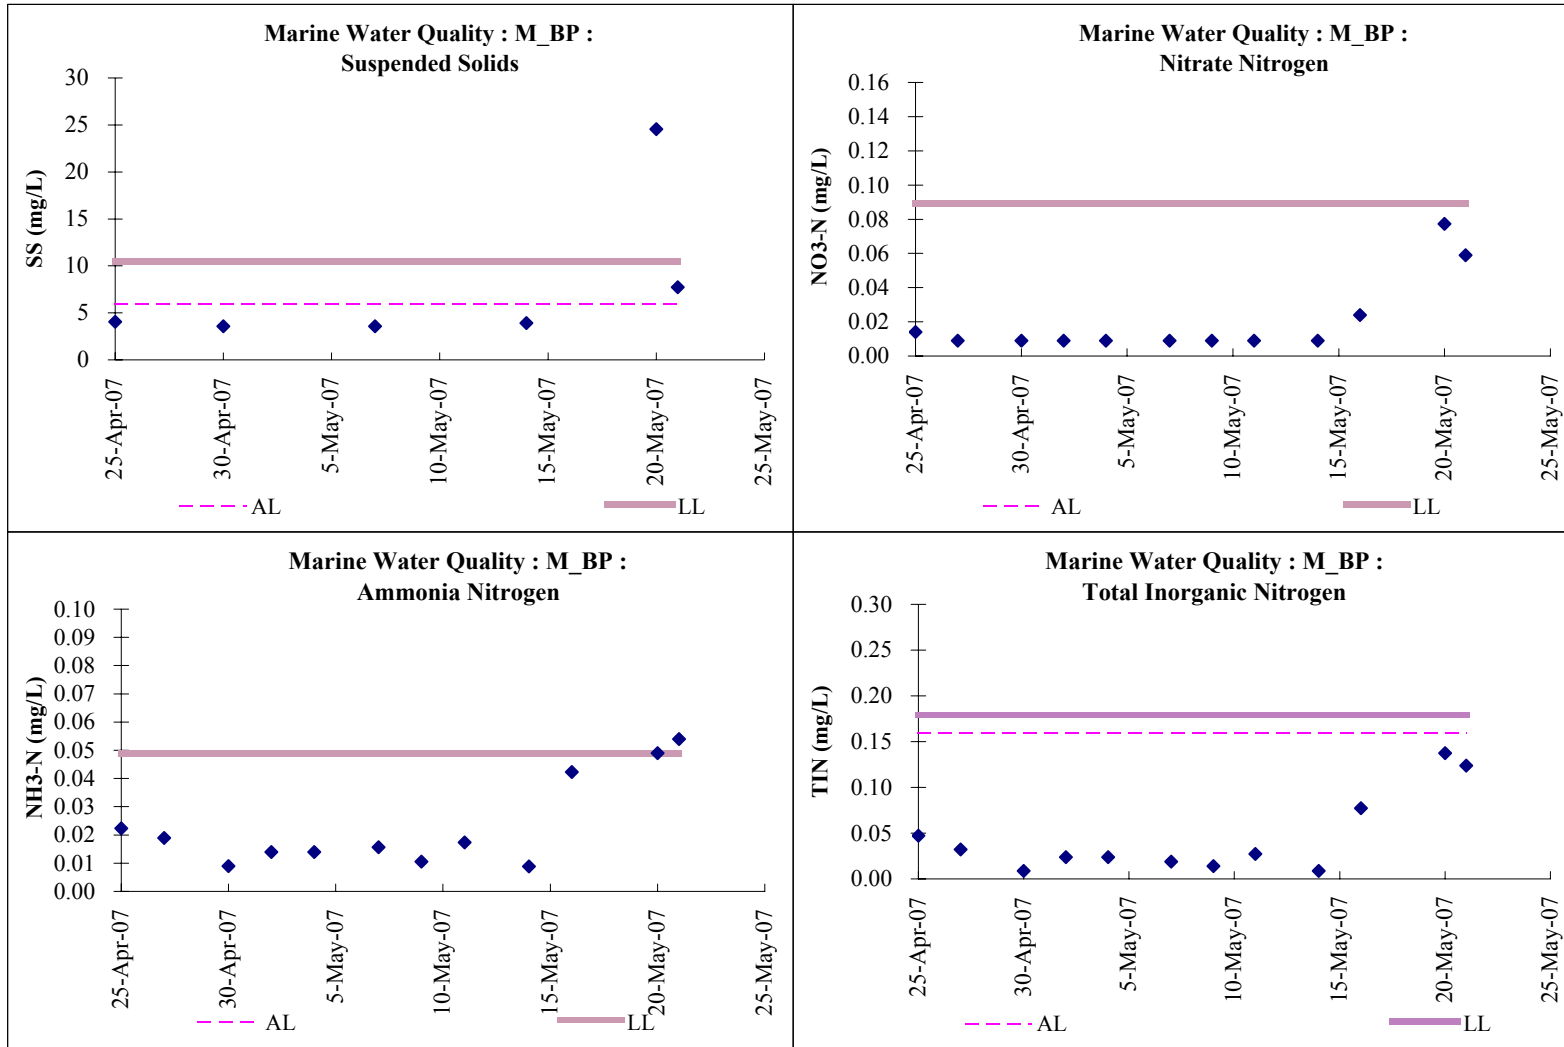 Marine Water Quality : M_BP :
Suspended Solids
30
25
20
15
10
5
0
SS (mg/L)
25-Apr-07
30-Apr-07
5-May-07
10-May-07
15-May-07
20-May-07
25-May-07
AL
LL
Marine Water Quality : M_BP :
Nitrate Nitrogen
0.16
0.14
0.12
0.10
0.08
0.06
0.04
0.02
0.00
NO3-N (mg/L)
25-Apr-07
30-Apr-07
5-May-07
10-May-07
15-May-07
20-May-07
25-May-07
AL
LL
Marine Water Quality : M_BP :
Ammonia Nitrogen
0.10
0.09
0.08
0.07
0.06
0.05
0.04
0.03
0.02
0.01
0.00
NH3-N (mg/L)
25-Apr-07
30-Apr-07
5-May-07
10-May-07
15-May-07
20-May-07
25-May-07
AL
LL
Marine Water Quality : M_BP :
Total Inorganic Nitrogen
0.30
0.25
0.20
0.15
0.10
0.05
0.00
TIN (mg/L)
25-Apr-07
30-Apr-07
5-May-07
10-May-07
15-May-07
20-May-07
25-May-07
AL
LL